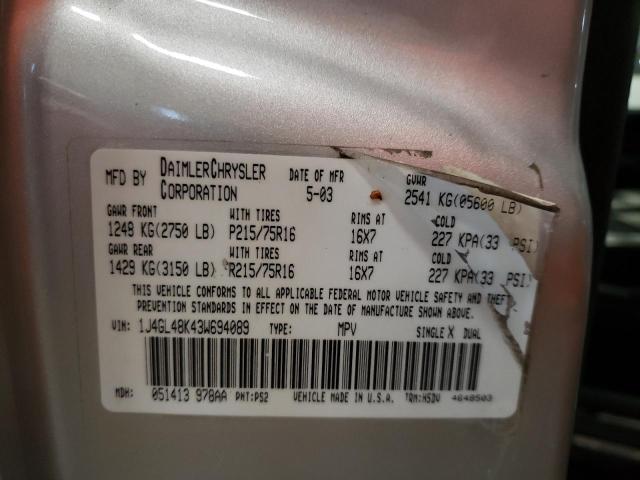 MFD BY DAIMLERCHRYSLER CORPORATION DATE OF MFR 5-03 GVWR 2541 KG(05600 LB)
GAWR FRONT WITH TIRES RIMS AT COLD
1248 KG(2750 LB) P215/75R16 16X7 227 KPA(33 PSI)
GAWR REAR WITH TIRES RIMS AT COLD
1429 KG(3150 LB) P215/75R16 16X7 227 KPA(33 PSI)
THIS VEHICLE CONFORMS TO ALL APPLICABLE FEDERAL MOTOR VEHICLE SAFETY AND THEFT
PREVENTION STANDARDS IN EFFECT ON THE DATE OF MANUFACTURE SHOWN ABOVE.
VIN: 1J4GL48K43W694089 TYPE: MPV SINGLE X DUAL
MDH: 051413 978AA PNT:PS2 VEHICLE MADE IN U.S.A. TRM:H5DV 4648503